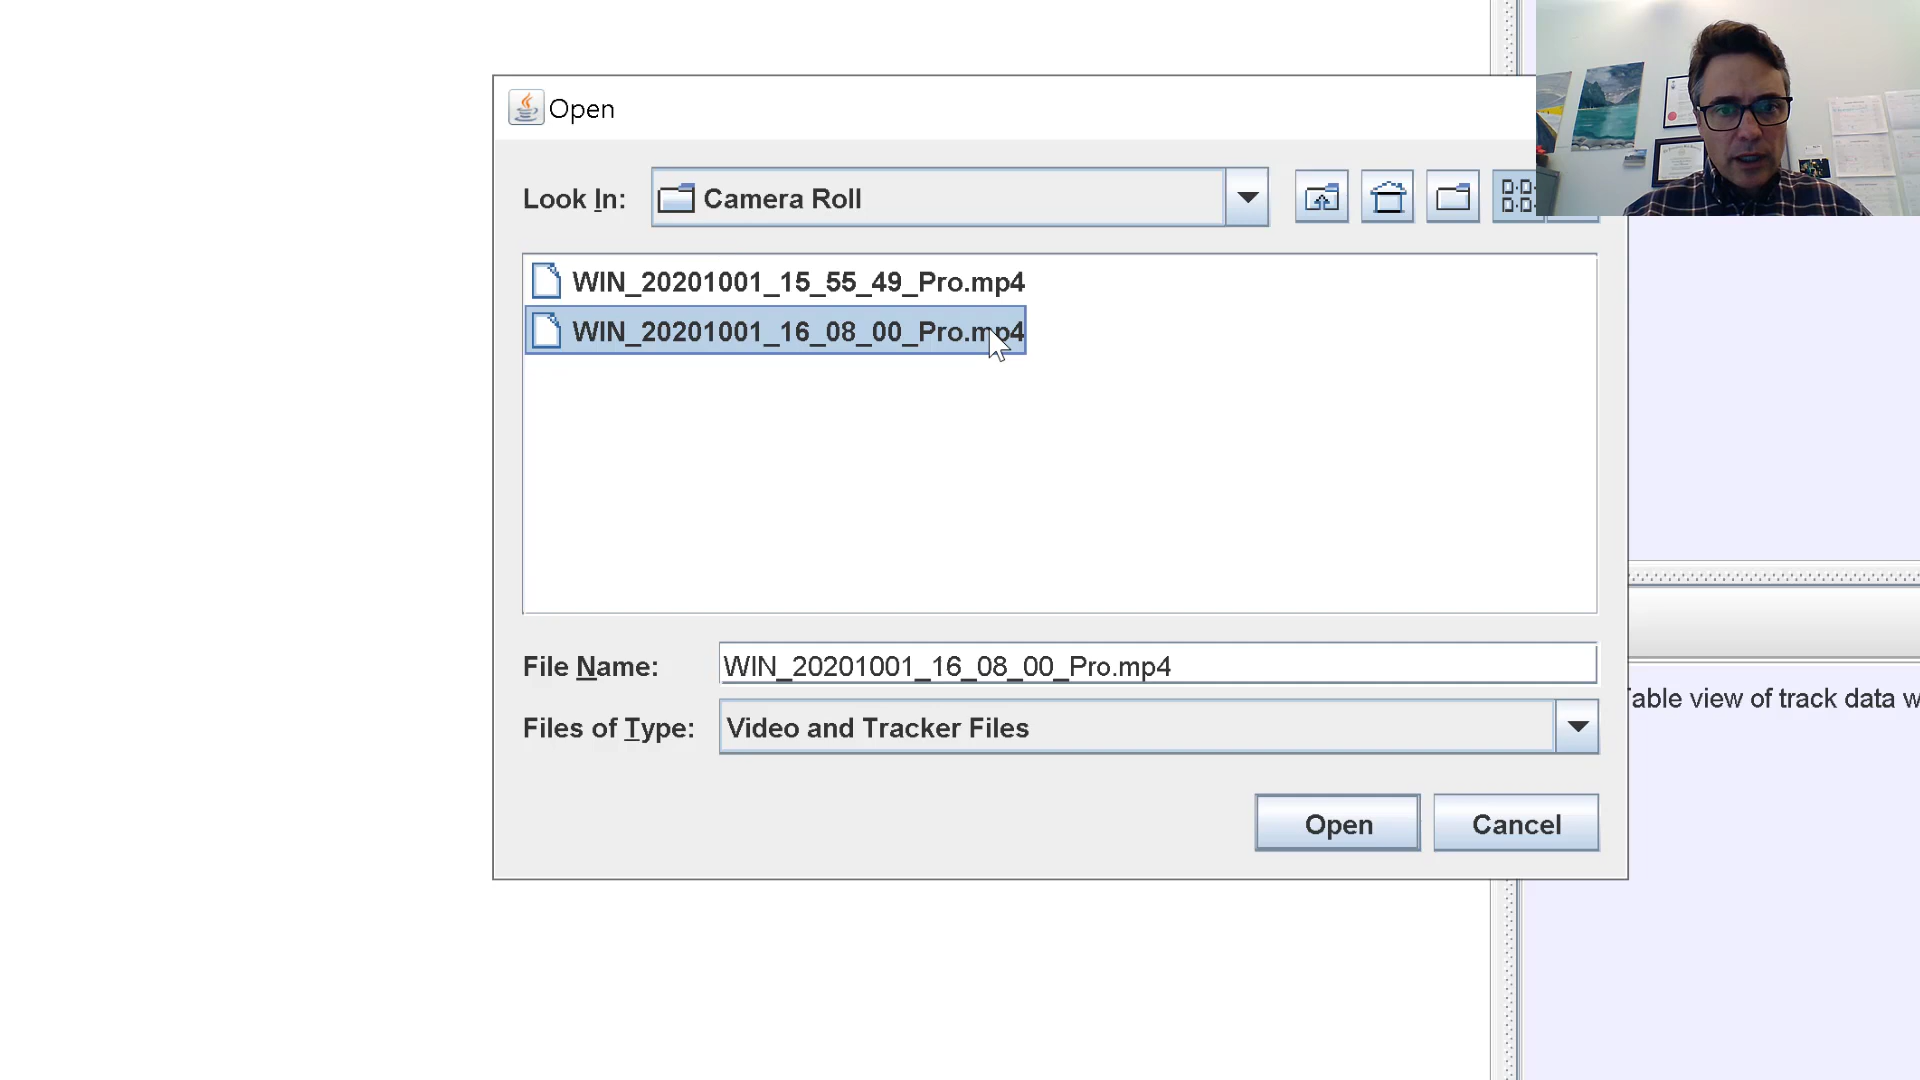 Open
Look In:
Camera Roll
WIN_20201001_15_55_49_Pro.mp4
WIN_20201001_16_08_00_Pro.mp4
File Name:
WIN_20201001_16_08_00_Pro.mp4
Files of Type:
Video and Tracker Files
Open
Cancel
able view of track data w